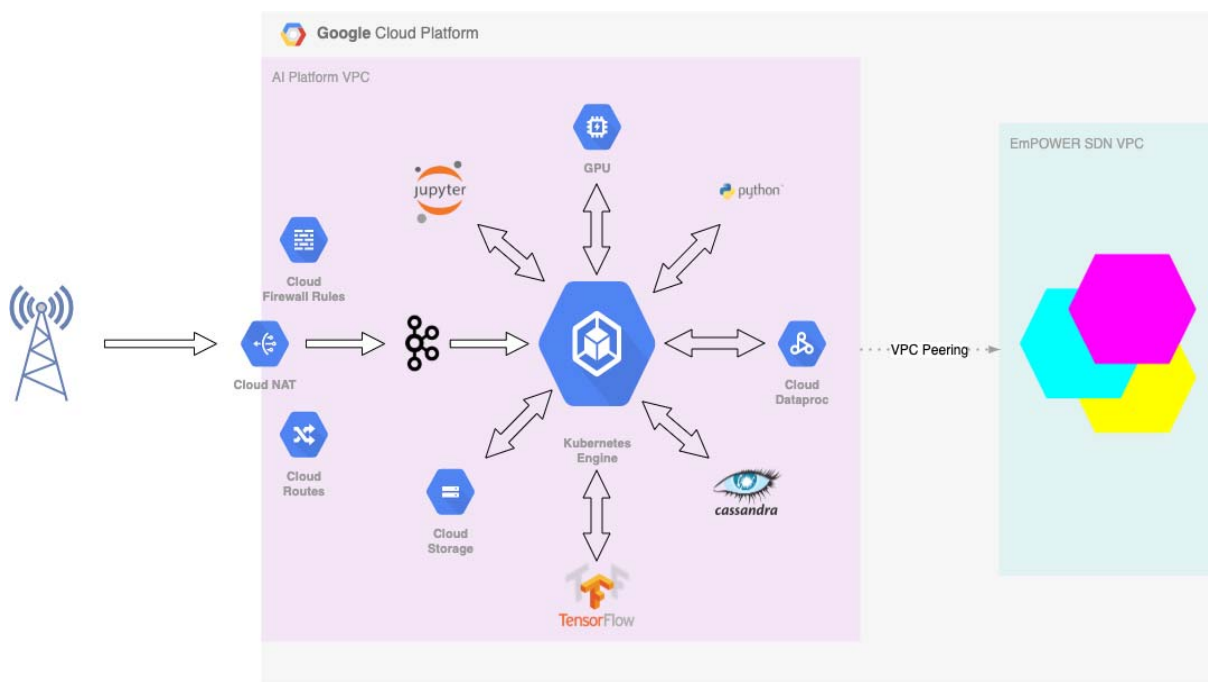 Google Cloud Platform
AI Platform VPC
GPU
EmPOWER SDN VPC
jupyter
python
Cloud
Firewall Rules
Cloud NAT
VPC Peering
Cloud
Dataproc
Kubernetes
Engine
Cloud
Routes
Cloud
Storage
cassandra
TensorFlow